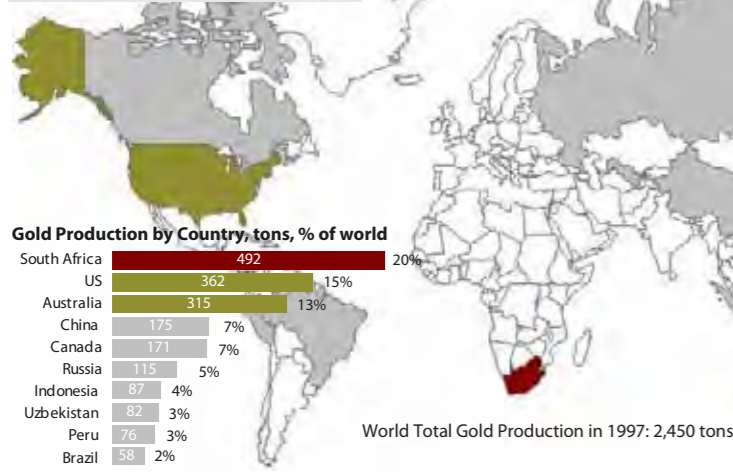 Gold Production by Country, tons, % of world
South Africa 492 20%
US 362 15%
Australia 315 13%
China 175 7%
Canada 171 7%
Russia 115 5%
Indonesia 87 4%
Uzbekistan 82 3%
Peru 76 3%
Brazil 58 2%
World Total Gold Production in 1997: 2,450 tons